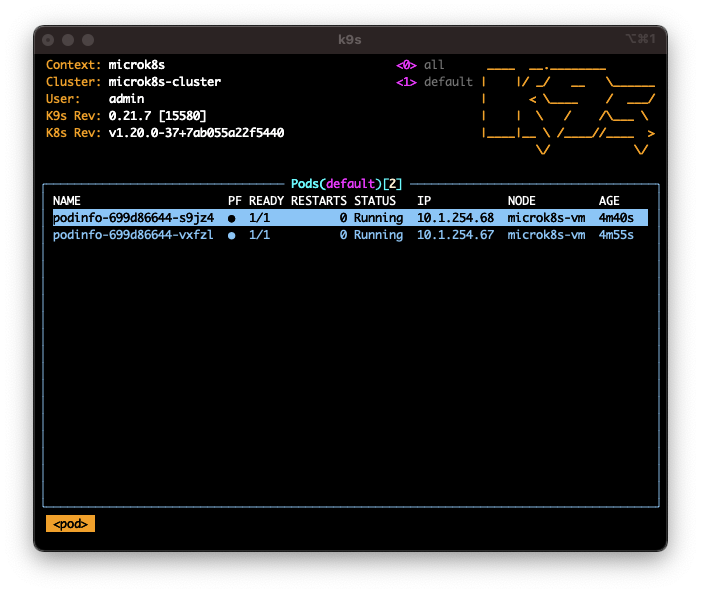 k9s ⌥⌘1
Context: microk8s <0> all
Cluster: microk8s-cluster <1> default
User: admin
K9s Rev: 0.21.7 [15580]
K8s Rev: v1.20.0-37+7ab055a22f5440
Pods(default)[2]
NAME PF READY RESTARTS STATUS IP NODE AGE
podinfo-699d86644-s9jz4 ● 1/1 0 Running 10.1.254.68 microk8s-vm 4m40s
podinfo-699d86644-vxfzl ● 1/1 0 Running 10.1.254.67 microk8s-vm 4m55s
<pod>